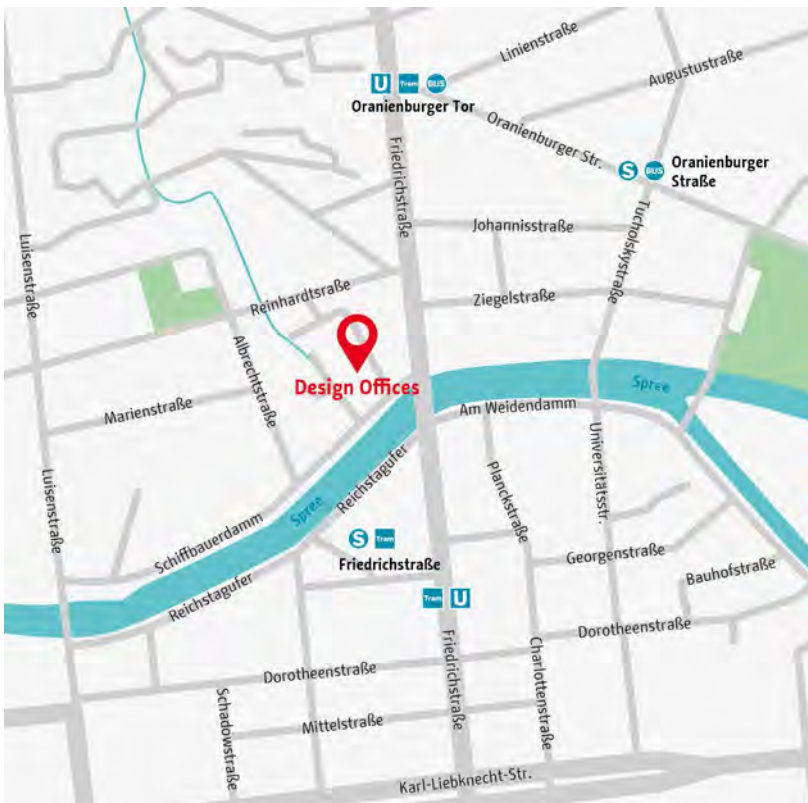 Linienstraße
Augustustraße
U Tram BUS
Oranienburger Tor
Oranienburger Str.
S BUS
Oranienburger
Straße
Friedrichstraße
Tucholskystraße
Johannisstraße
Luisenstraße
Ziegelstraße
Reinhardtsraße
Albrechtstraße
Design Offices
Spree
Marienstraße
Am Weidendamm
Universitätsstr.
Planckstraße
Luisenstraße
Spree
Reichstagufer
Schiffbauerdamm
S Tram
Friedrichstraße
Georgenstraße
Bauhofstraße
Reichstagufer
Tram U
Dorotheenstraße
Friedrichstraße
Charlottenstraße
Dorotheenstraße
Schadowstraße
Mittelstraße
Karl-Liebknecht-Str.